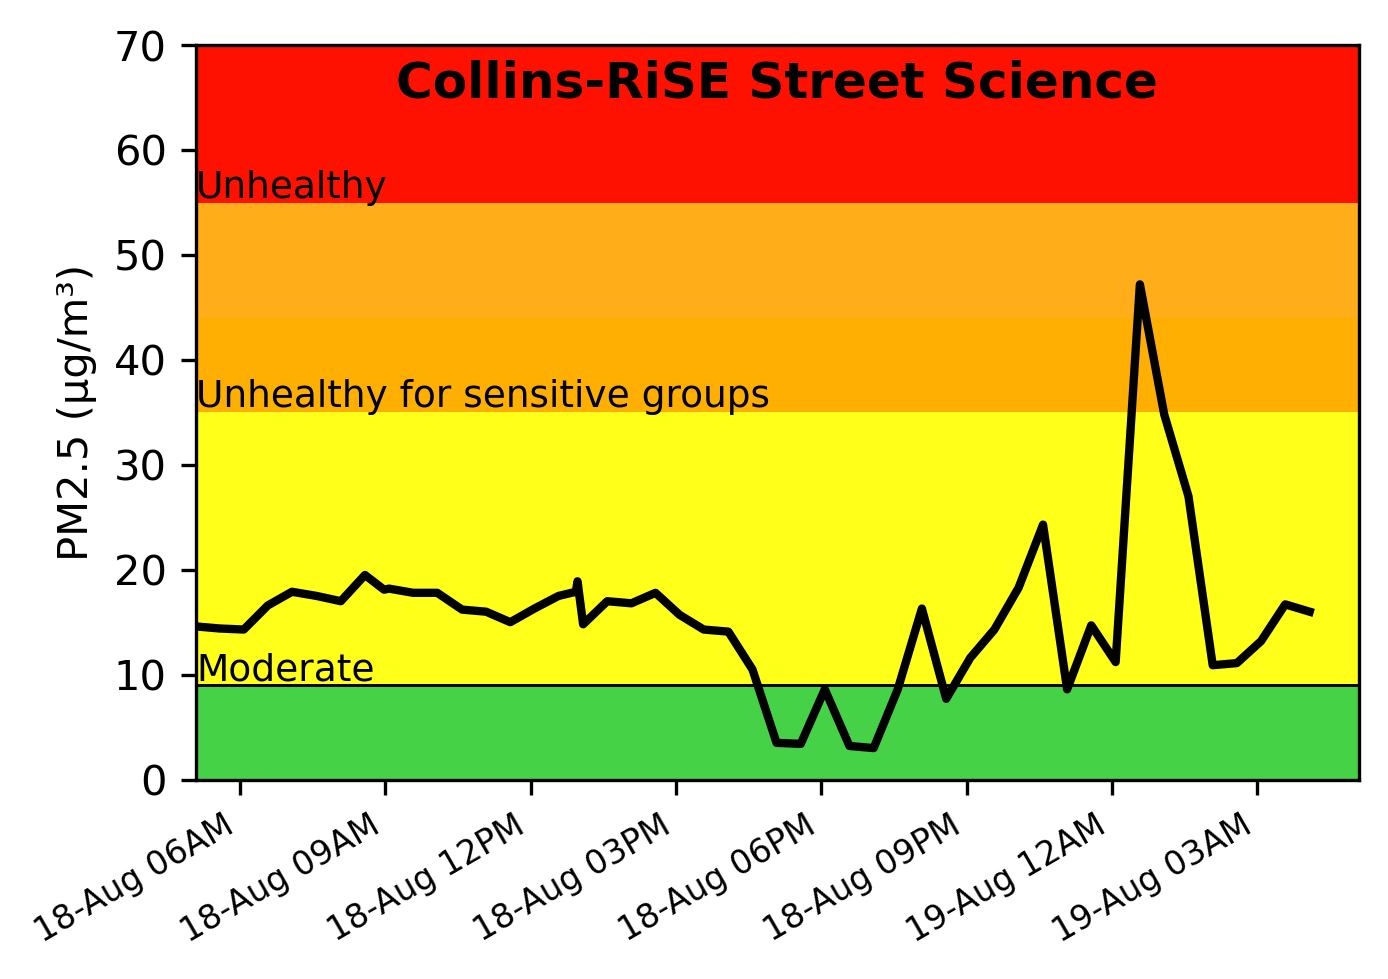 Collins-RiSE Street Science
70
60
Unhealthy
50
40
Unhealthy for sensitive groups
30
20
10
Moderate
0
PM2.5 (µg/m³)
18-Aug 06AM
18-Aug 09AM
18-Aug 12PM
18-Aug 03PM
18-Aug 06PM
18-Aug 09PM
19-Aug 12AM
19-Aug 03AM